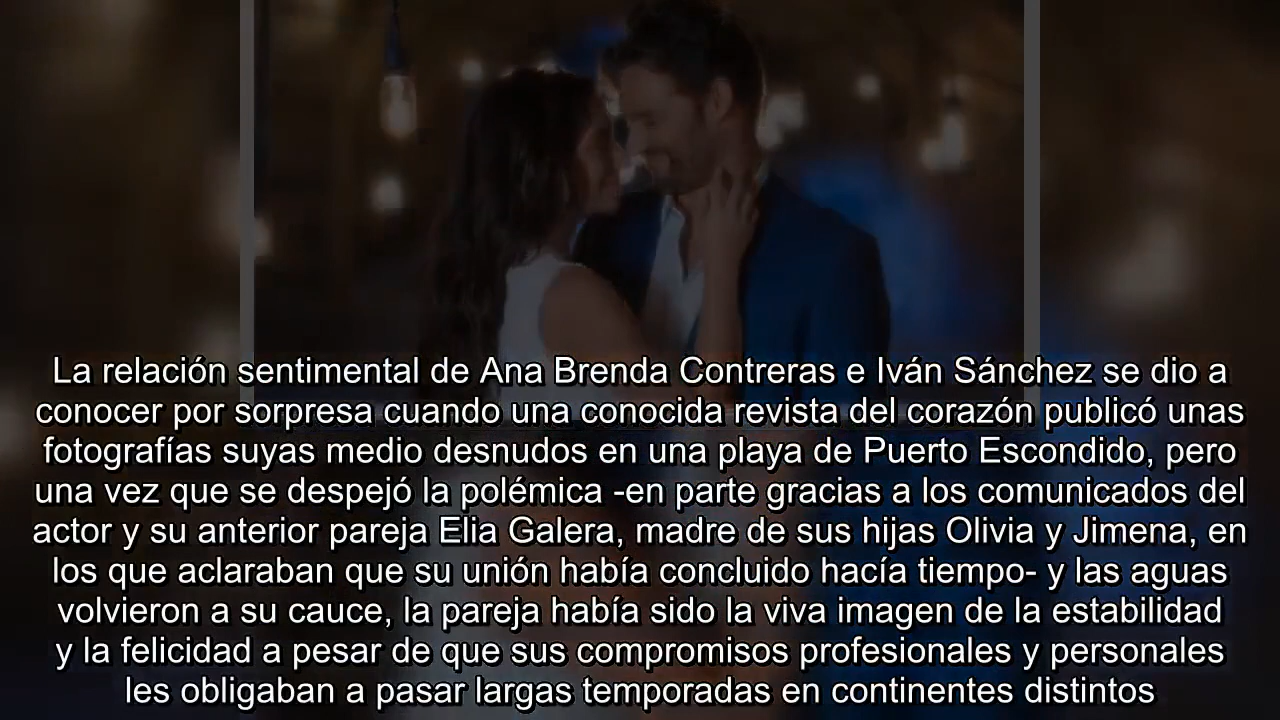 La relación sentimental de Ana Brenda Contreras e Iván Sánchez se dio a
conocer por sorpresa cuando una conocida revista del corazón publicó unas
fotografías suyas medio desnudos en una playa de Puerto Escondido, pero
una vez que se despejó la polémica -en parte gracias a los comunicados del
actor y su anterior pareja Elia Galera, madre de sus hijas Olivia y Jimena, en
los que aclaraban que su unión había concluido hacía tiempo- y las aguas
volvieron a su cauce, la pareja había sido la viva imagen de la estabilidad
y la felicidad a pesar de que sus compromisos profesionales y personales
les obligaban a pasar largas temporadas en continentes distintos